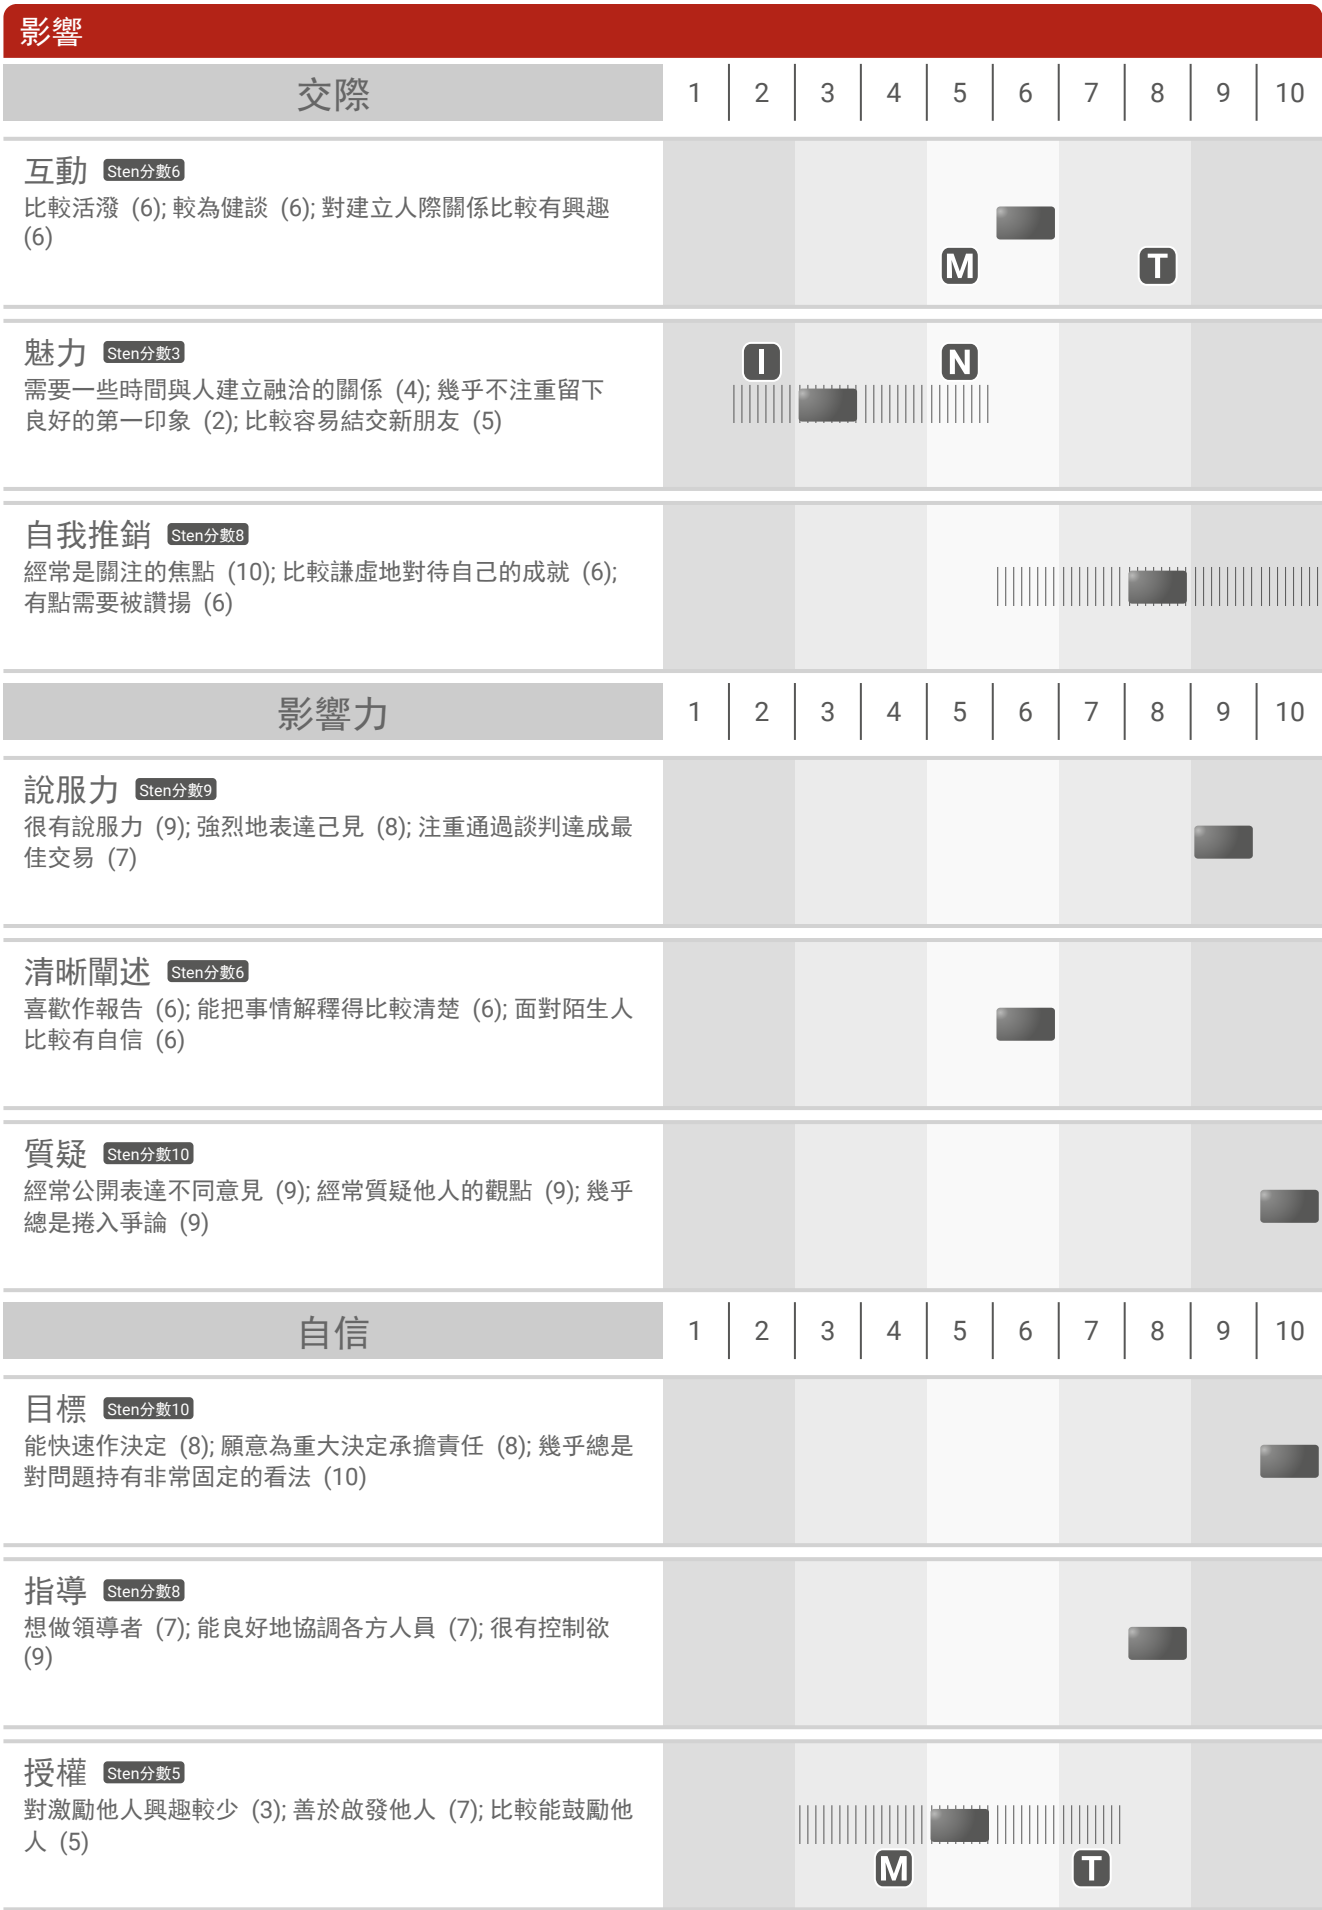 影響
交際 1 2 3 4 5 6 7 8 9 10
互動 Sten分數6
比較活潑 (6); 較為健談 (6); 對建立人際關係比較有興趣
(6)
M T
魅力 Sten分數3
I N
需要一些時間與人建立融洽的關係 (4); 幾乎不注重留下
良好的第一印象 (2); 比較容易結交新朋友 (5)
自我推銷 Sten分數8
經常是關注的焦點 (10); 比較謙虛地對待自己的成就 (6);
有點需要被讚揚 (6)
影響力 1 2 3 4 5 6 7 8 9 10
說服力 Sten分數9
很有說服力 (9); 強烈地表達己見 (8); 注重通過談判達成最
佳交易 (7)
清晰闡述 Sten分數6
喜歡作報告 (6); 能把事情解釋得比較清楚 (6); 面對陌生人
比較有自信 (6)
質疑 Sten分數10
經常公開表達不同意見 (9); 經常質疑他人的觀點 (9); 幾乎
總是捲入爭論 (9)
自信 1 2 3 4 5 6 7 8 9 10
目標 Sten分數10
能快速作決定 (8); 願意為重大決定承擔責任 (8); 幾乎總是
對問題持有非常固定的看法 (10)
指導 Sten分數8
想做領導者 (7); 能良好地協調各方人員 (7); 很有控制欲
(9)
授權 Sten分數5
對激勵他人興趣較少 (3); 善於啟發他人 (7); 比較能鼓勵他
人 (5)
M T